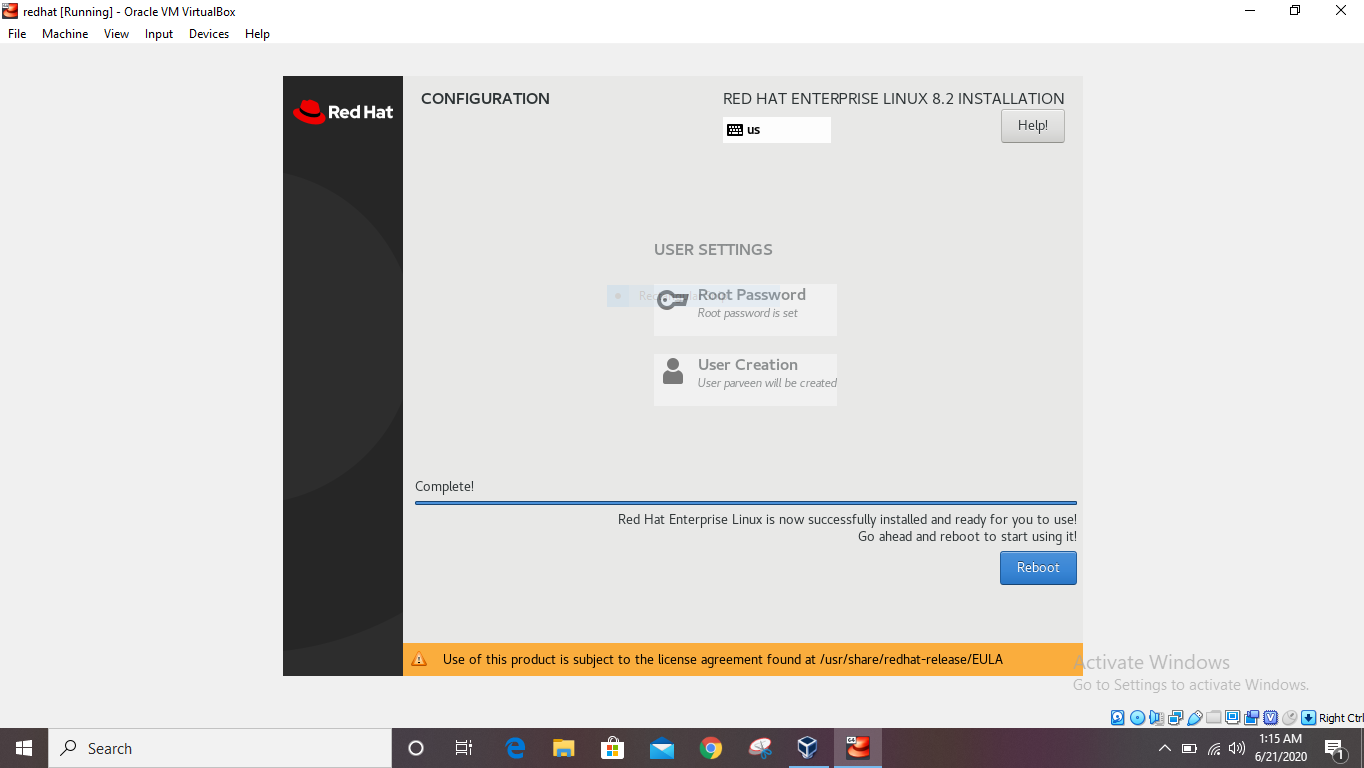 redhat [Running] - Oracle VM VirtualBox
File Machine View Input Devices Help
Red Hat
CONFIGURATION
RED HAT ENTERPRISE LINUX 8.2 INSTALLATION
us
Help!
USER SETTINGS
Root Password
Root password is set
User Creation
User parveen will be created
Complete!
Red Hat Enterprise Linux is now successfully installed and ready for you to use!
Go ahead and reboot to start using it!
Reboot
Use of this product is subject to the license agreement found at /usr/share/redhat-release/EULA
Activate Windows
Go to Settings to activate Windows.
Right Ctrl
Search
1:15 AM
6/21/2020
1